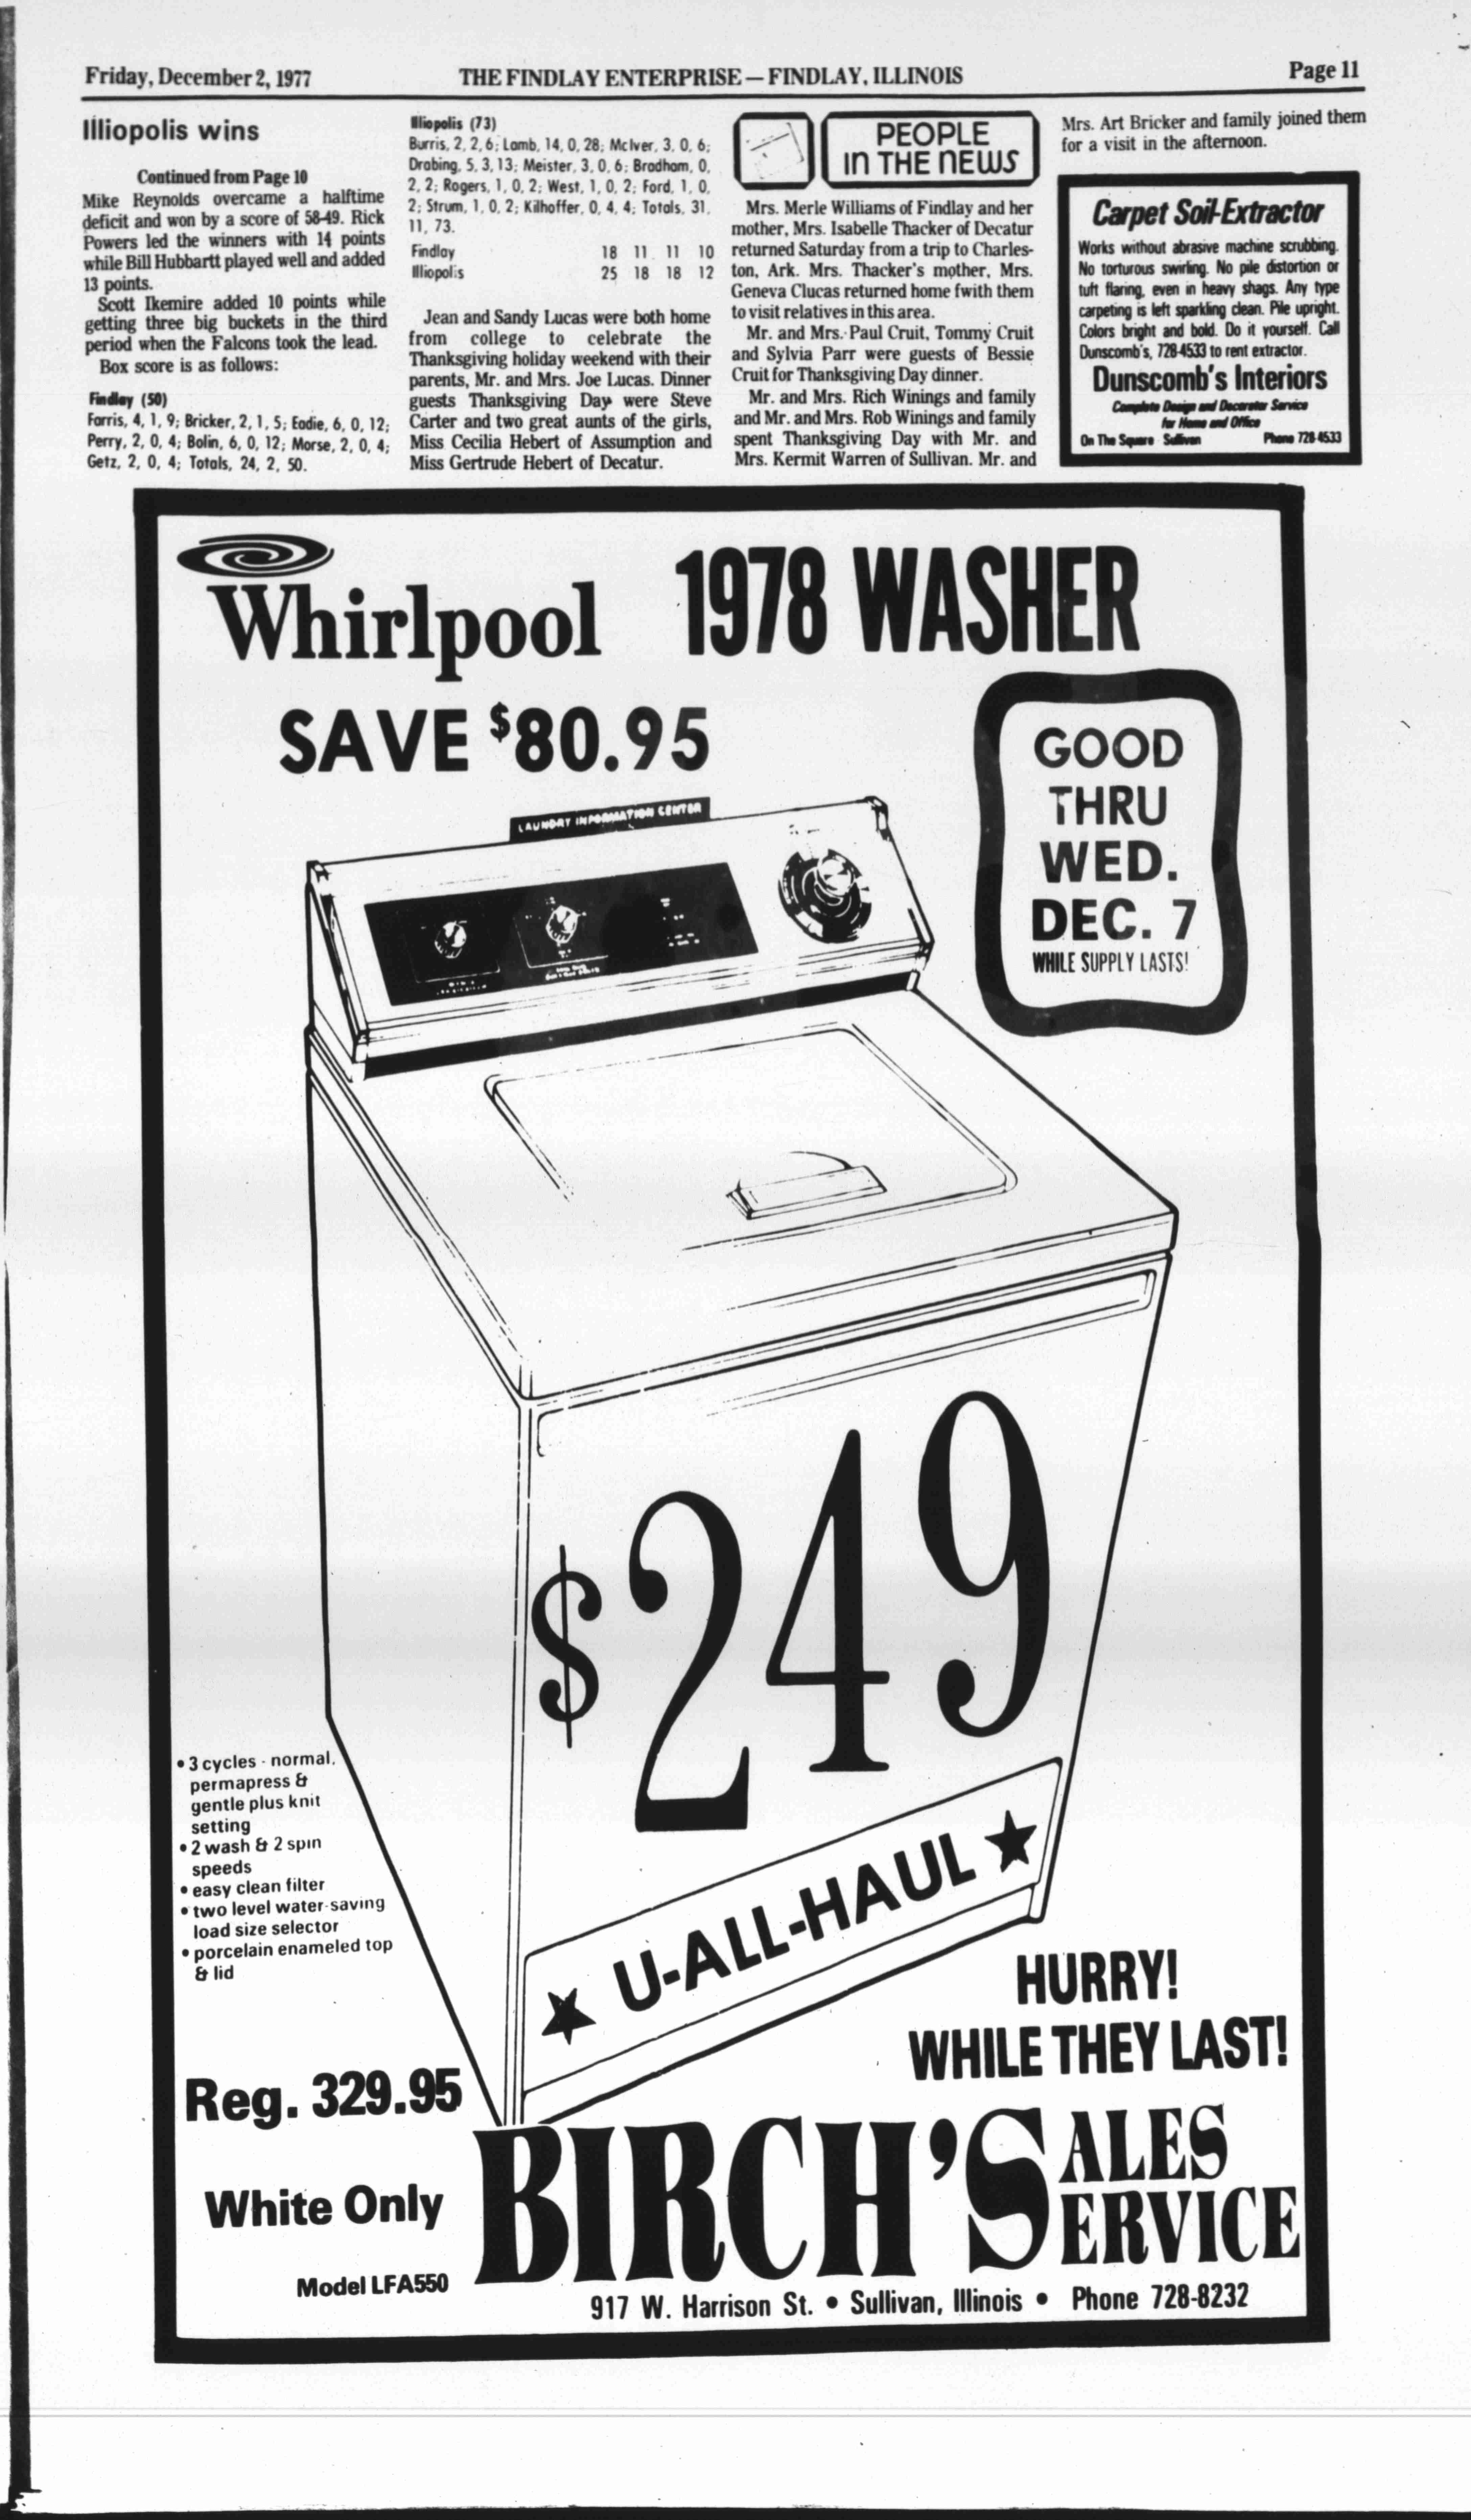 Friday, December 2, 1977
THE FINDLAY ENTERPRISE — FINDLAY, ILLINOIS
Page 11
Illiopolis wins
Continued from Page 10
Mike Reynolds overcame a halftime
deficit and won by a score of 58-49. Rick
Powers led the winners with 14 points
while Bill Hubbartt played well and added
13 points.
Scott Ikemire added 10 points while
getting three big buckets in the third
period when the Falcons took the lead.
Box score is as follows:
Findlay (50)
Farris, 4, 1, 9; Bricker, 2, 1, 5; Eadie, 6, 0, 12;
Perry, 2, 0, 4; Bolin, 6, 0, 12; Morse, 2, 0, 4;
Getz, 2, 0, 4; Totals, 24, 2, 50.
Illiopolis (73)
Burris, 2, 2, 6; Lamb, 14, 0, 28; McIver, 3, 0, 6;
Drobing, 5, 3, 13; Meister, 3, 0, 6; Bradham, 0,
2, 2; Rogers, 1, 0, 2; West, 1, 0, 2; Ford, 1, 0,
2; Strum, 1, 0, 2; Kilhoffer, 0, 4, 4; Totals, 31,
11, 73.
Findlay 18 11 11 10
Illiopolis 25 18 18 12
Jean and Sandy Lucas were both home
from college to celebrate the
Thanksgiving holiday weekend with their
parents, Mr. and Mrs. Joe Lucas. Dinner
guests Thanksgiving Day were Steve
Carter and two great aunts of the girls,
Miss Cecilia Hebert of Assumption and
Miss Gertrude Hebert of Decatur.
PEOPLE
IN THE NEWS
Mrs. Merle Williams of Findlay and her
mother, Mrs. Isabelle Thacker of Decatur
returned Saturday from a trip to Charles-
ton, Ark. Mrs. Thacker's mother, Mrs.
Geneva Clucas returned home fwith them
to visit relatives in this area.
Mr. and Mrs. Paul Cruit, Tommy Cruit
and Sylvia Parr were guests of Bessie
Cruit for Thanksgiving Day dinner.
Mr. and Mrs. Rich Winings and family
and Mr. and Mrs. Rob Winings and family
spent Thanksgiving Day with Mr. and
Mrs. Kermit Warren of Sullivan. Mr. and
Mrs. Art Bricker and family joined them
for a visit in the afternoon.
Carpet Soil-Extractor
Works without abrasive machine scrubbing.
No torturous swirling. No pile distortion or
tuft flaring, even in heavy shags. Any type
carpeting is left sparkling clean. Pile upright.
Colors bright and bold. Do it yourself. Call
Dunscomb's, 728-4533 to rent extractor.
Dunscomb's Interiors
Complete Design and Decorator Service
for Home and Office
On The Square Sullivan Phone 728-4533
Whirlpool 1978 WASHER
SAVE $80.95
GOOD
THRU
WED.
DEC. 7
WHILE SUPPLY LASTS!
LAUNDRY INFORMATION CENTER
$249
• 3 cycles - normal,
permapress &
gentle plus knit
setting
• 2 wash & 2 spin
speeds
• easy clean filter
• two level water-saving
load size selector
• porcelain enameled top
& lid
★ U-ALL-HAUL ★
HURRY!
WHILE THEY LAST!
Reg. 329.95
White Only
Model LFA550
BIRCH'S SALES
SERVICE
917 W. Harrison St. • Sullivan, Illinois • Phone 728-8232